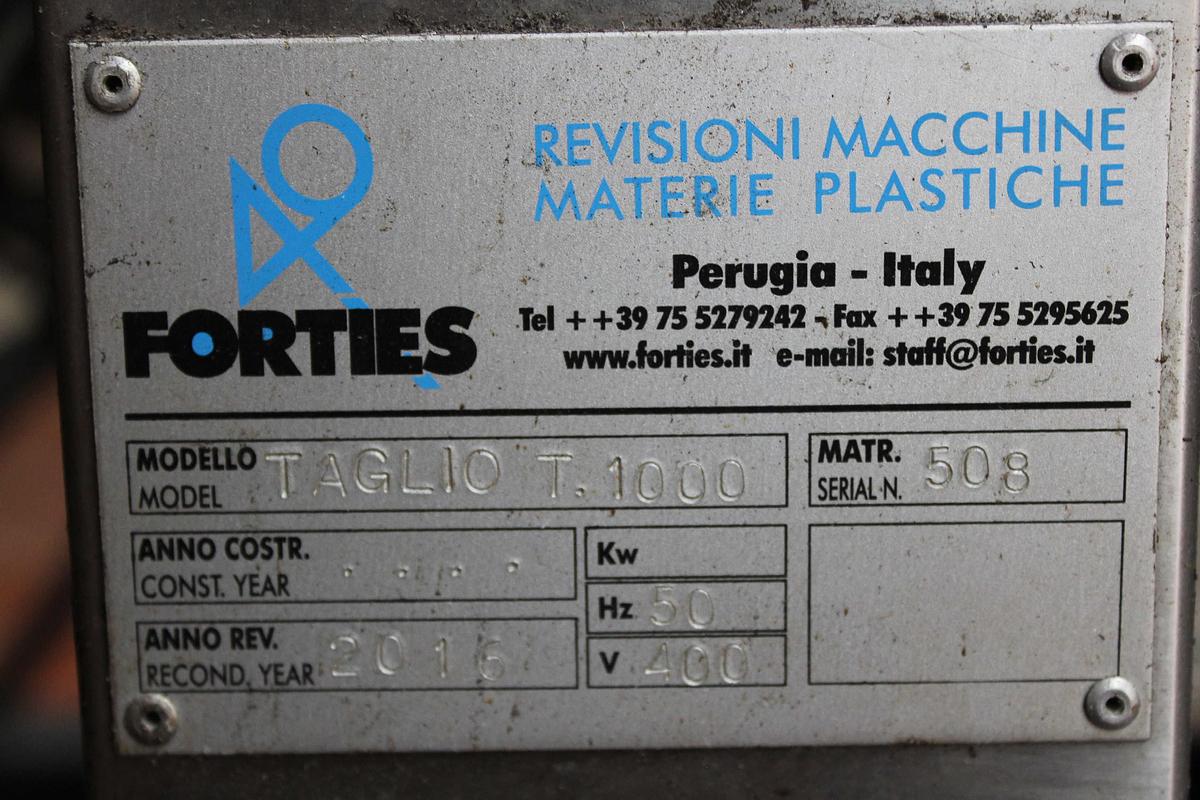 REVISIONI MACCHINE
MATERIE PLASTICHE
Perugia - Italy
Tel ++39 75 5279242 - Fax ++39 75 5295625
www.forties.it e-mail: staff@forties.it
FORTIES
MODELLO TAGLIO T.1000
MODEL
MATR. 508
SERIAL N.
ANNO COSTR. . . . .
CONST. YEAR
Kw
Hz 50
ANNO REV. 2016
RECOND. YEAR
V 400